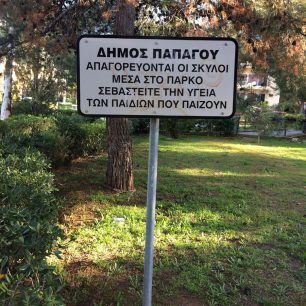 ΔΗΜΟΣ ΠΑΠΑΓΟΥ
ΑΠΑΓΟΡΕΥΟΝΤΑΙ ΟΙ ΣΚΥΛΟΙ
ΜΕΣΑ ΣΤΟ ΠΑΡΚΟ
ΣΕΒΑΣΤΕΙΤΕ ΤΗΝ ΥΓΕΙΑ
ΤΩΝ ΠΑΙΔΙΩΝ ΠΟΥ ΠΑΙΖΟΥΝ